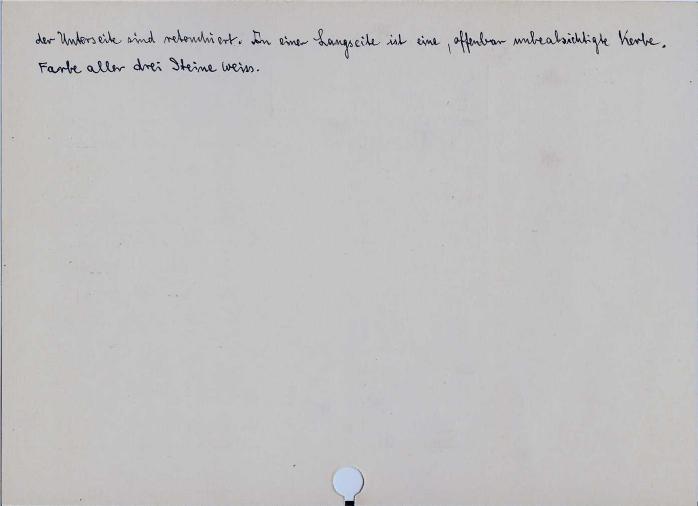 der Unterseite sind retouchiert. An einer Langseite ist eine, offenbar unbeabsichtigte Kerbe.
Farbe aller drei Steine weiss.